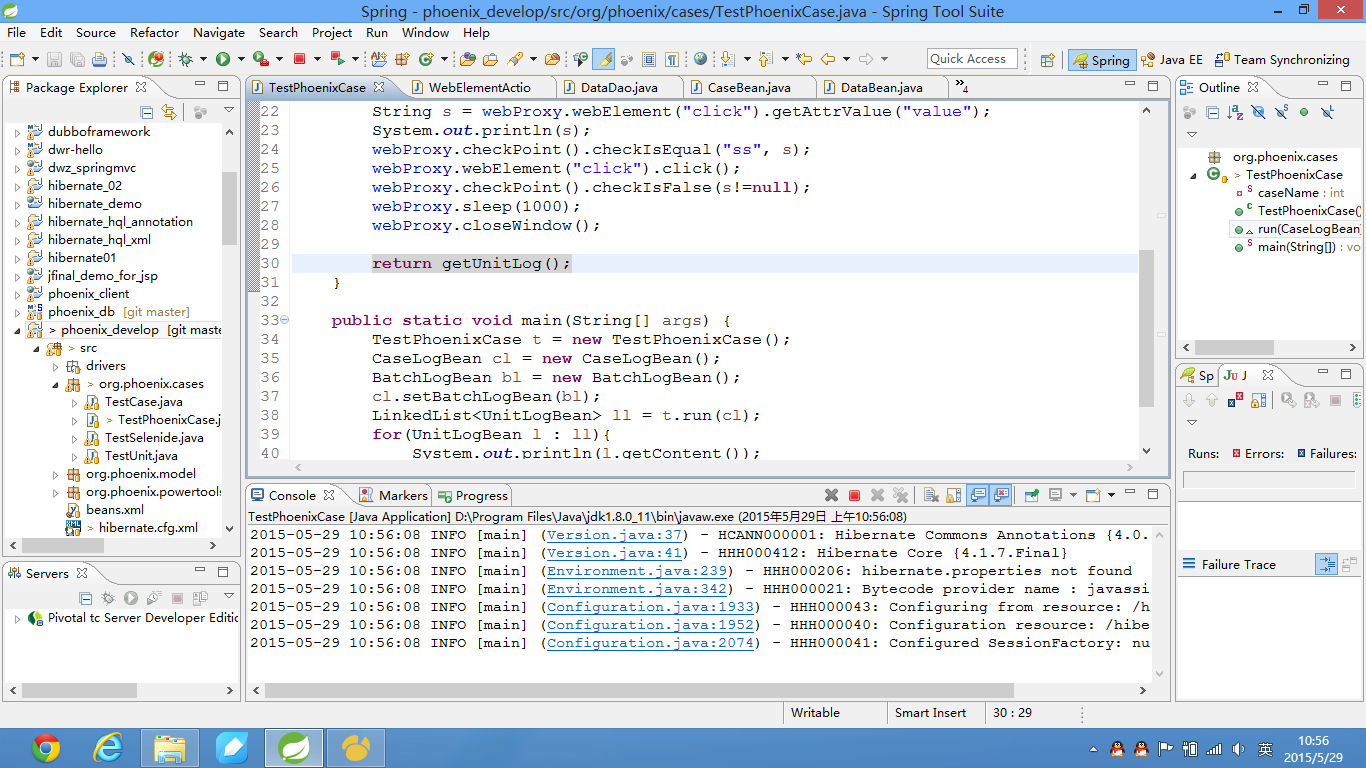 Spring - phoenix_develop/src/org/phoenix/cases/TestPhoenixCase.java - Spring Tool Suite
File Edit Source Refactor Navigate Search Project Run Window Help
Quick Access
Spring
Java EE
Team Synchronizing
Package Explorer
dubboframework
dwr-hello
dwz_springmvc
hibernate_02
hibernate_demo
hibernate_hql_annotation
hibernate_hql_xml
hibernate01
jfinal_demo_for_jsp
phoenix_client
phoenix_db [git master]
> phoenix_develop [git maste
> src
drivers
> org.phoenix.cases
TestCase.java
> TestPhoenixCase.j
TestSelenide.java
TestUnit.java
org.phoenix.model
org.phoenix.powertools
beans.xml
> hibernate.cfg.xml
Servers
Pivotal tc Server Developer Editic
TestPhoenixCase
WebElementActio
DataDao.java
CaseBean.java
DataBean.java
»4
22 String s = webProxy.webElement("click").getAttrValue("value");
23 System.out.println(s);
24 webProxy.checkPoint().checkIsEqual("ss", s);
25 webProxy.webElement("click").click();
26 webProxy.checkPoint().checkIsFalse(s!=null);
27 webProxy.sleep(1000);
28 webProxy.closeWindow();
29
30 return getUnitLog();
31 }
32
33 public static void main(String[] args) {
34 TestPhoenixCase t = new TestPhoenixCase();
35 CaseLogBean cl = new CaseLogBean();
36 BatchLogBean bl = new BatchLogBean();
37 cl.setBatchLogBean(bl);
38 LinkedList<UnitLogBean> ll = t.run(cl);
39 for(UnitLogBean l : ll){
40 System.out.println(l.getContent());
Console
Markers
Progress
TestPhoenixCase [Java Application] D:\Program Files\Java\jdk1.8.0_11\bin\javaw.exe (2015年5月29日 上午10:56:08)
2015-05-29 10:56:08 INFO [main] (Version.java:37) - HCANN000001: Hibernate Commons Annotations {4.0.
2015-05-29 10:56:08 INFO [main] (Version.java:41) - HHH000412: Hibernate Core {4.1.7.Final}
2015-05-29 10:56:08 INFO [main] (Environment.java:239) - HHH000206: hibernate.properties not found
2015-05-29 10:56:08 INFO [main] (Environment.java:342) - HHH000021: Bytecode provider name : javassi
2015-05-29 10:56:08 INFO [main] (Configuration.java:1933) - HHH000043: Configuring from resource: /h
2015-05-29 10:56:08 INFO [main] (Configuration.java:1952) - HHH000040: Configuration resource: /hibe
2015-05-29 10:56:08 INFO [main] (Configuration.java:2074) - HHH000041: Configured SessionFactory: nu
Outline
org.phoenix.cases
> TestPhoenixCase
caseName : int
TestPhoenixCase()
run(CaseLogBean)
main(String[]) : vo
Sp
JU J
Runs:
Errors:
Failures:
Failure Trace
Writable
Smart Insert
30 : 29
英
10:56
2015/5/29